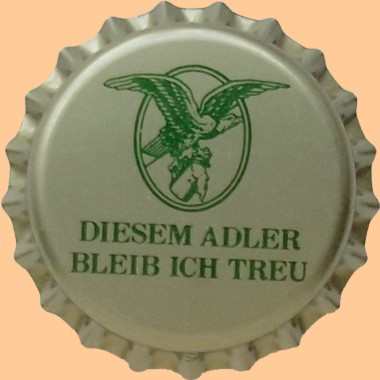 DIESEM ADLER
BLEIB ICH TREU